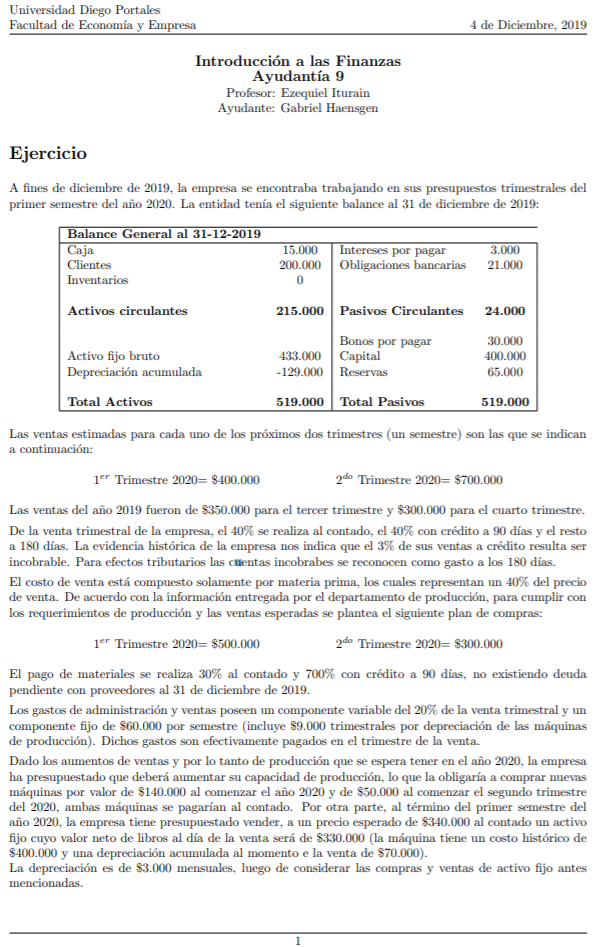 Universidad Diego Portales
Facultad de Economía y Empresa 4 de Diciembre, 2019
Introducción a las Finanzas
Ayudantía 9
Profesor: Ezequiel Iturain
Ayudante: Gabriel Haensgen
Ejercicio
A fines de diciembre de 2019, la empresa se encontraba trabajando en sus presupuestos trimestrales del
primer semestre del año 2020. La entidad tenía el siguiente balance al 31 de diciembre de 2019:
Balance General al 31-12-2019
Caja 15.000 Intereses por pagar 3.000
Clientes 200.000 Obligaciones bancarias 21.000
Inventarios 0
Activos circulantes 215.000 Pasivos Circulantes 24.000
Bonos por pagar 30.000
Activo fijo bruto 433.000 Capital 400.000
Depreciación acumulada -129.000 Reservas 65.000
Total Activos 519.000 Total Pasivos 519.000
Las ventas estimadas para cada uno de los próximos dos trimestres (un semestre) son las que se indican
a continuación:
1er Trimestre 2020= $400.000 2do Trimestre 2020= $700.000
Las ventas del año 2019 fueron de $350.000 para el tercer trimestre y $300.000 para el cuarto trimestre.
De la venta trimestral de la empresa, el 40% se realiza al contado, el 40% con crédito a 90 días y el resto
a 180 días. La evidencia histórica de la empresa nos indica que el 3% de sus ventas a crédito resulta ser
incobrable. Para efectos tributarios las cuentas incobrabes se reconocen como gasto a los 180 días.
El costo de venta está compuesto solamente por materia prima, los cuales representan un 40% del precio
de venta. De acuerdo con la información entregada por el departamento de producción, para cumplir con
los requerimientos de producción y las ventas esperadas se plantea el siguiente plan de compras:
1er Trimestre 2020= $500.000 2do Trimestre 2020= $300.000
El pago de materiales se realiza 30% al contado y 700% con crédito a 90 días, no existiendo deuda
pendiente con proveedores al 31 de diciembre de 2019.
Los gastos de administración y ventas poseen un componente variable del 20% de la venta trimestral y un
componente fijo de $60.000 por semestre (incluye $9.000 trimestrales por depreciación de las máquinas
de producción). Dichos gastos son efectivamente pagados en el trimestre de la venta.
Dado los aumentos de ventas y por lo tanto de producción que se espera tener en el año 2020, la empresa
ha presupuestado que deberá aumentar su capacidad de producción, lo que la obligaría a comprar nuevas
máquinas por valor de $140.000 al comenzar el año 2020 y de $50.000 al comenzar el segundo trimestre
del 2020, ambas máquinas se pagarían al contado. Por otra parte, al término del primer semestre del
año 2020, la empresa tiene presupuestado vender, a un precio esperado de $340.000 al contado un activo
fijo cuyo valor neto de libros al día de la venta será de $330.000 (la máquina tiene un costo histórico de
$400.000 y una depreciación acumulada al momento e la venta de $70.000).
La depreciación es de $3.000 mensuales, luego de considerar las compras y ventas de activo fijo antes
mencionadas.
1